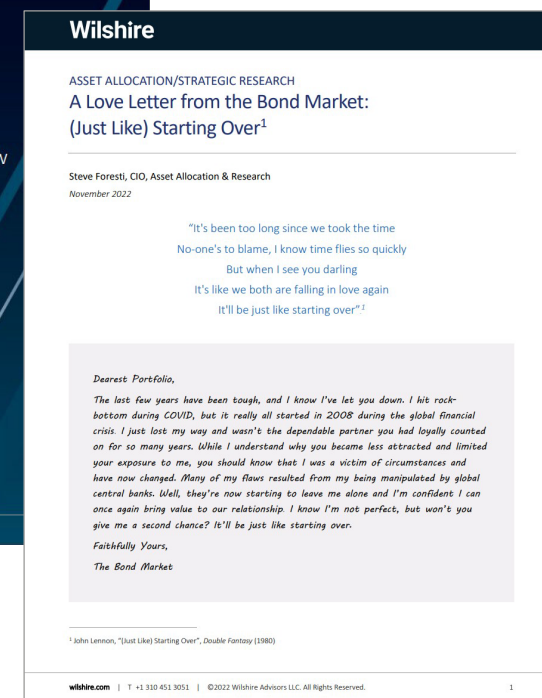 Wilshire
ASSET ALLOCATION/STRATEGIC RESEARCH
A Love Letter from the Bond Market:
(Just Like) Starting Over¹
Steve Foresti, CIO, Asset Allocation & Research
November 2022
"It's been too long since we took the time
No-one's to blame, I know time flies so quickly
But when I see you darling
It's like we both are falling in love again
It'll be just like starting over".¹
Dearest Portfolio,
The last few years have been tough, and I know I've let you down. I hit rock-
bottom during COVID, but it really all started in 2008 during the global financial
crisis. I just lost my way and wasn't the dependable partner you had loyally counted
on for so many years. While I understand why you became less attracted and limited
your exposure to me, you should know that I was a victim of circumstances and
have now changed. Many of my flaws resulted from my being manipulated by global
central banks. Well, they're now starting to leave me alone and I'm confident I can
once again bring value to our relationship. I know I'm not perfect, but won't you
give me a second chance? It'll be just like starting over.
Faithfully Yours,
The Bond Market
¹ John Lennon, "(Just Like) Starting Over", Double Fantasy (1980)
wilshire.com | T +1 310 451 3051 | ©2022 Wilshire Advisors LLC. All Rights Reserved. 1